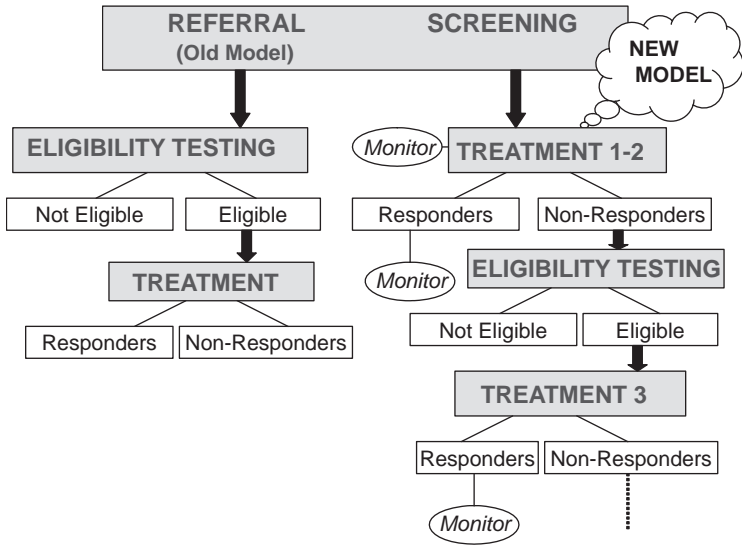 REFERRAL SCREENING
(Old Model)
NEW
MODEL
ELIGIBILITY TESTING
Monitor
TREATMENT 1-2
Not Eligible
Eligible
Responders
Non-Responders
TREATMENT
Monitor
ELIGIBILITY TESTING
Responders
Non-Responders
Not Eligible
Eligible
TREATMENT 3
Responders
Non-Responders
Monitor